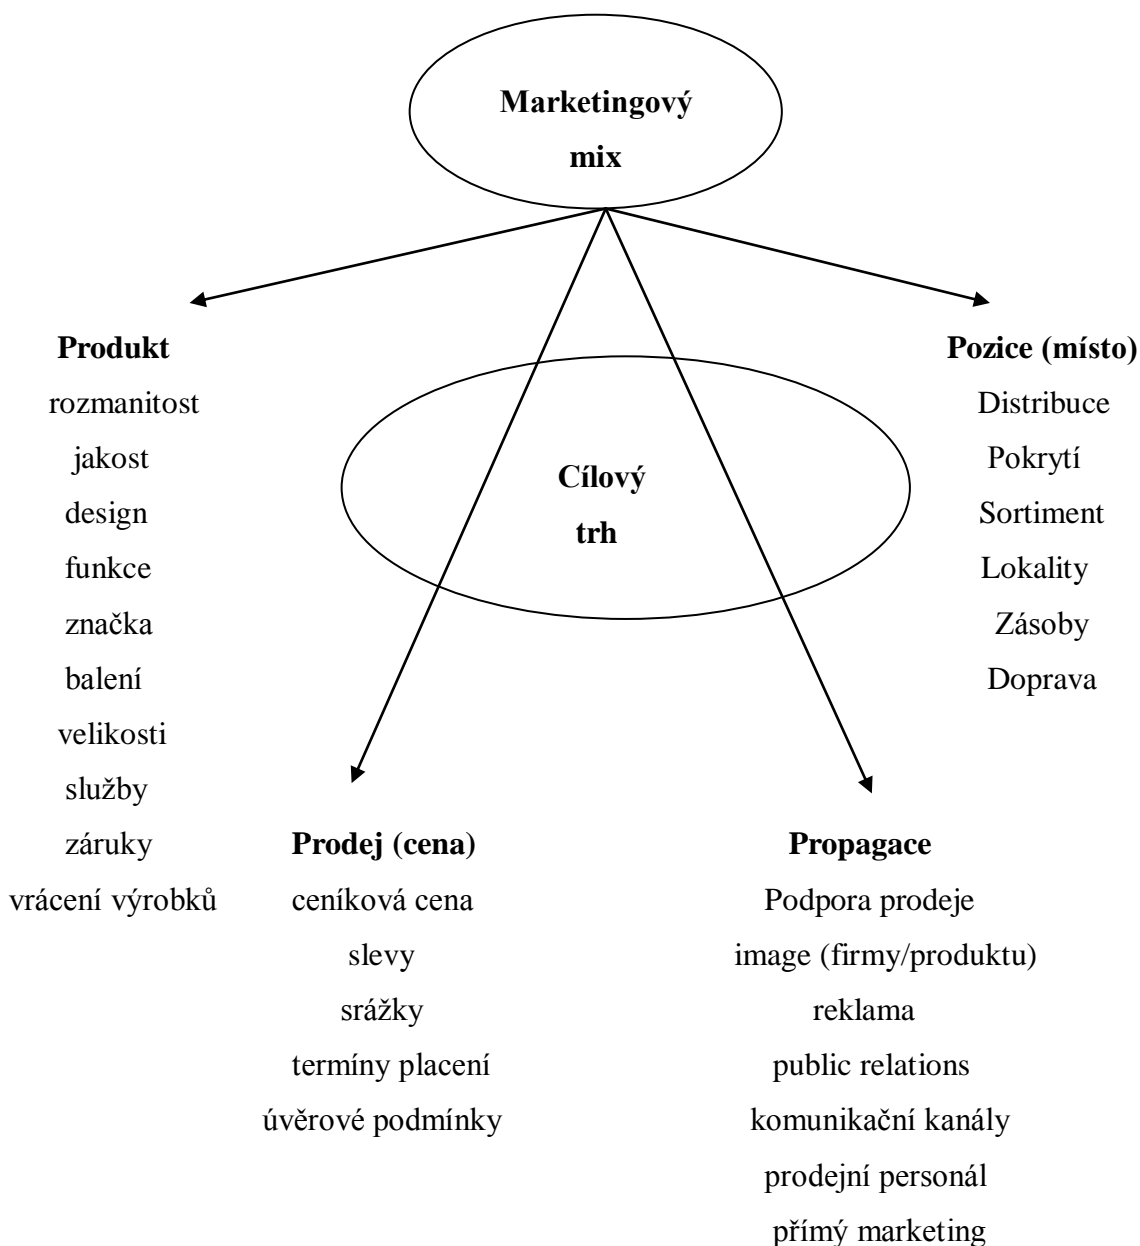 Marketingový
mix
Produkt
rozmanitost
jakost
design
funkce
značka
balení
velikosti
služby
záruky
vrácení výrobků
Cílový
trh
Pozice (místo)
Distribuce
Pokrytí
Sortiment
Lokality
Zásoby
Doprava
Prodej (cena)
ceníková cena
slevy
srážky
termíny placení
úvěrové podmínky
Propagace
Podpora prodeje
image (firmy/produktu)
reklama
public relations
komunikační kanály
prodejní personál
přímý marketing